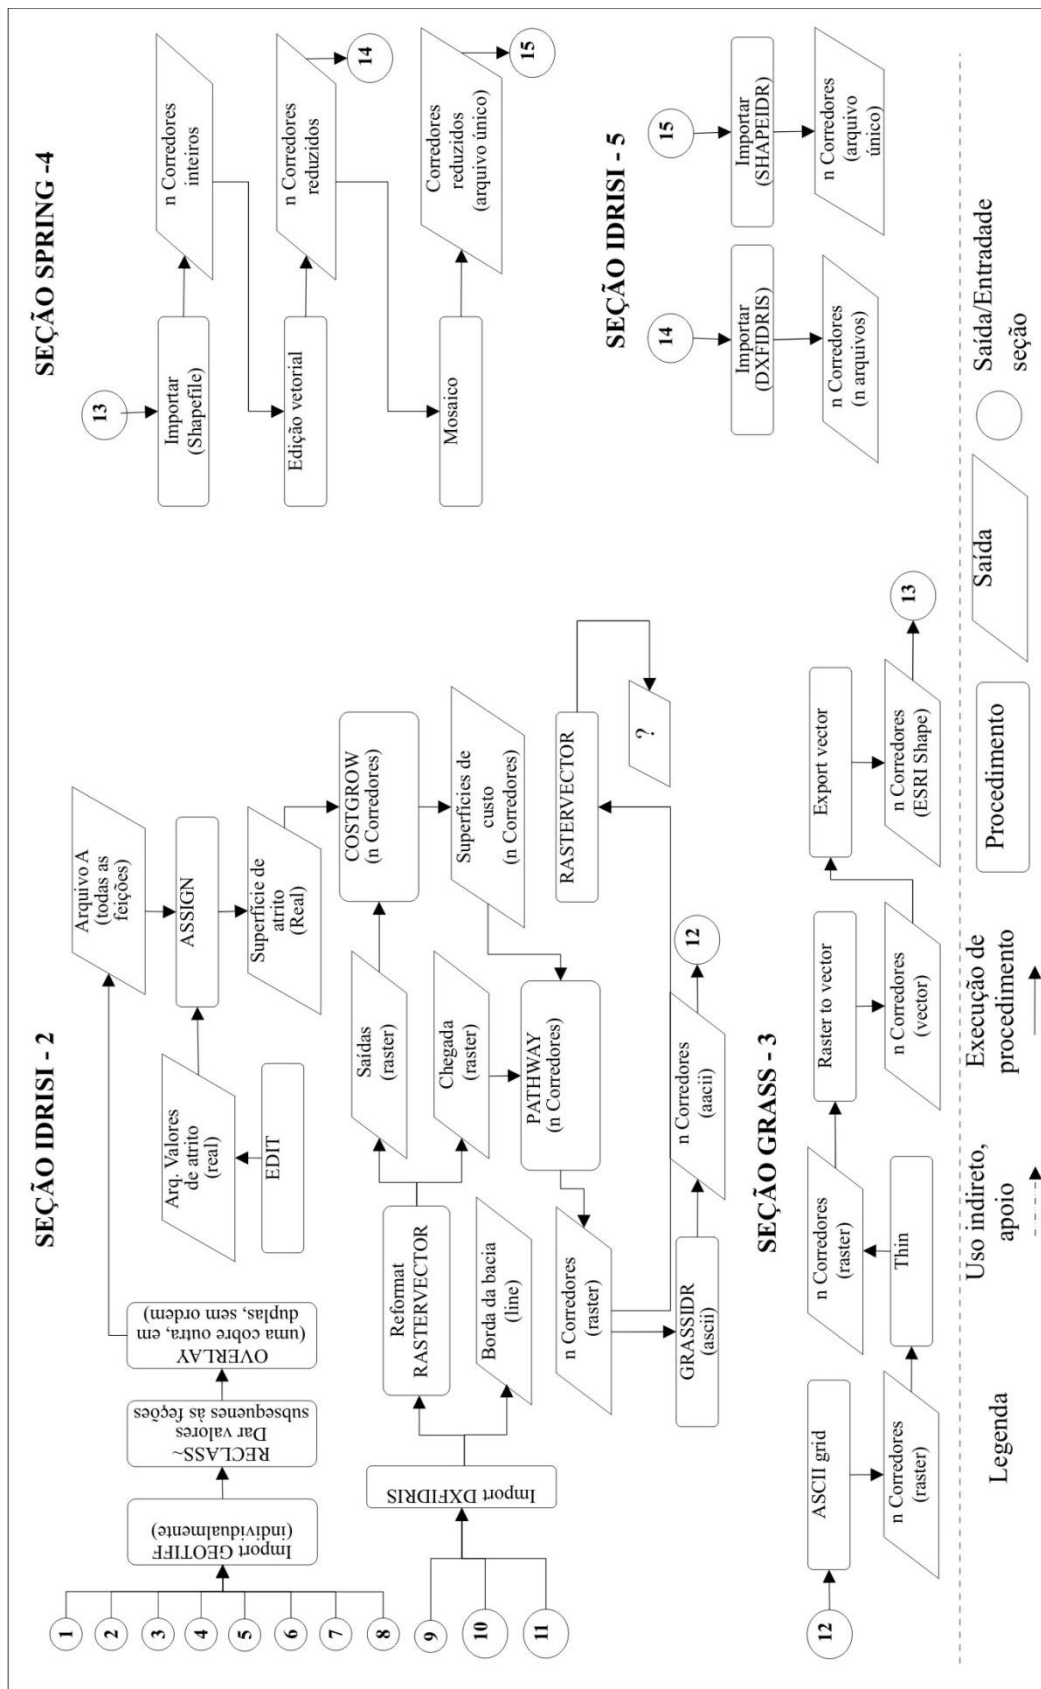 SEÇÃO IDRISI - 2
1
2
3
4
5
6
7
8
9
10
11
Import GEOTIFF
(individualmente)
RECLASS~
Dar valores
subsequenes às feções
OVERLAY
(uma cobre outra, em
duplas, sem ordem)
Import DXFIDRIS
EDIT
Arq. Valores
de atrito
(real)
Arquivo A
(todas as
feições)
ASSIGN
Superfície de
atrito
(Real)
Reformat
RASTERVECTOR
Borda da bacia
(line)
Saídas
(raster)
Chegada
(raster)
COSTGROW
(n Corredores)
Superfícies de
custo
(n Corredores)
PATHWAY
(n Corredores)
n Corredores
(raster)
GRASSIDR
(ascii)
n Corredores
(aacii)
12
RASTERVECTOR
?
SEÇÃO GRASS - 3
12
ASCII grid
n Corredores
(raster)
Thin
n Corredores
(raster)
Raster to vector
n Corredores
(vector)
Export vector
n Corredores
(ESRI Shape)
13
SEÇÃO SPRING -4
13
Importar
(Shapefile)
n Corredores
inteiros
Edição vetorial
n Corredores
reduzidos
14
Mosaico
Corredores
reduzidos
(arquivo único)
15
SEÇÃO IDRISI - 5
14
Importar
(DXFIDRIS)
n Corredores
(n arquivos)
15
Importar
(SHAPEIDR)
n Corredores
(arquivo
único)
Legenda
Uso indireto,
apoio
Execução de
procedimento
Procedimento
Saída
Saída/Entradade
seção